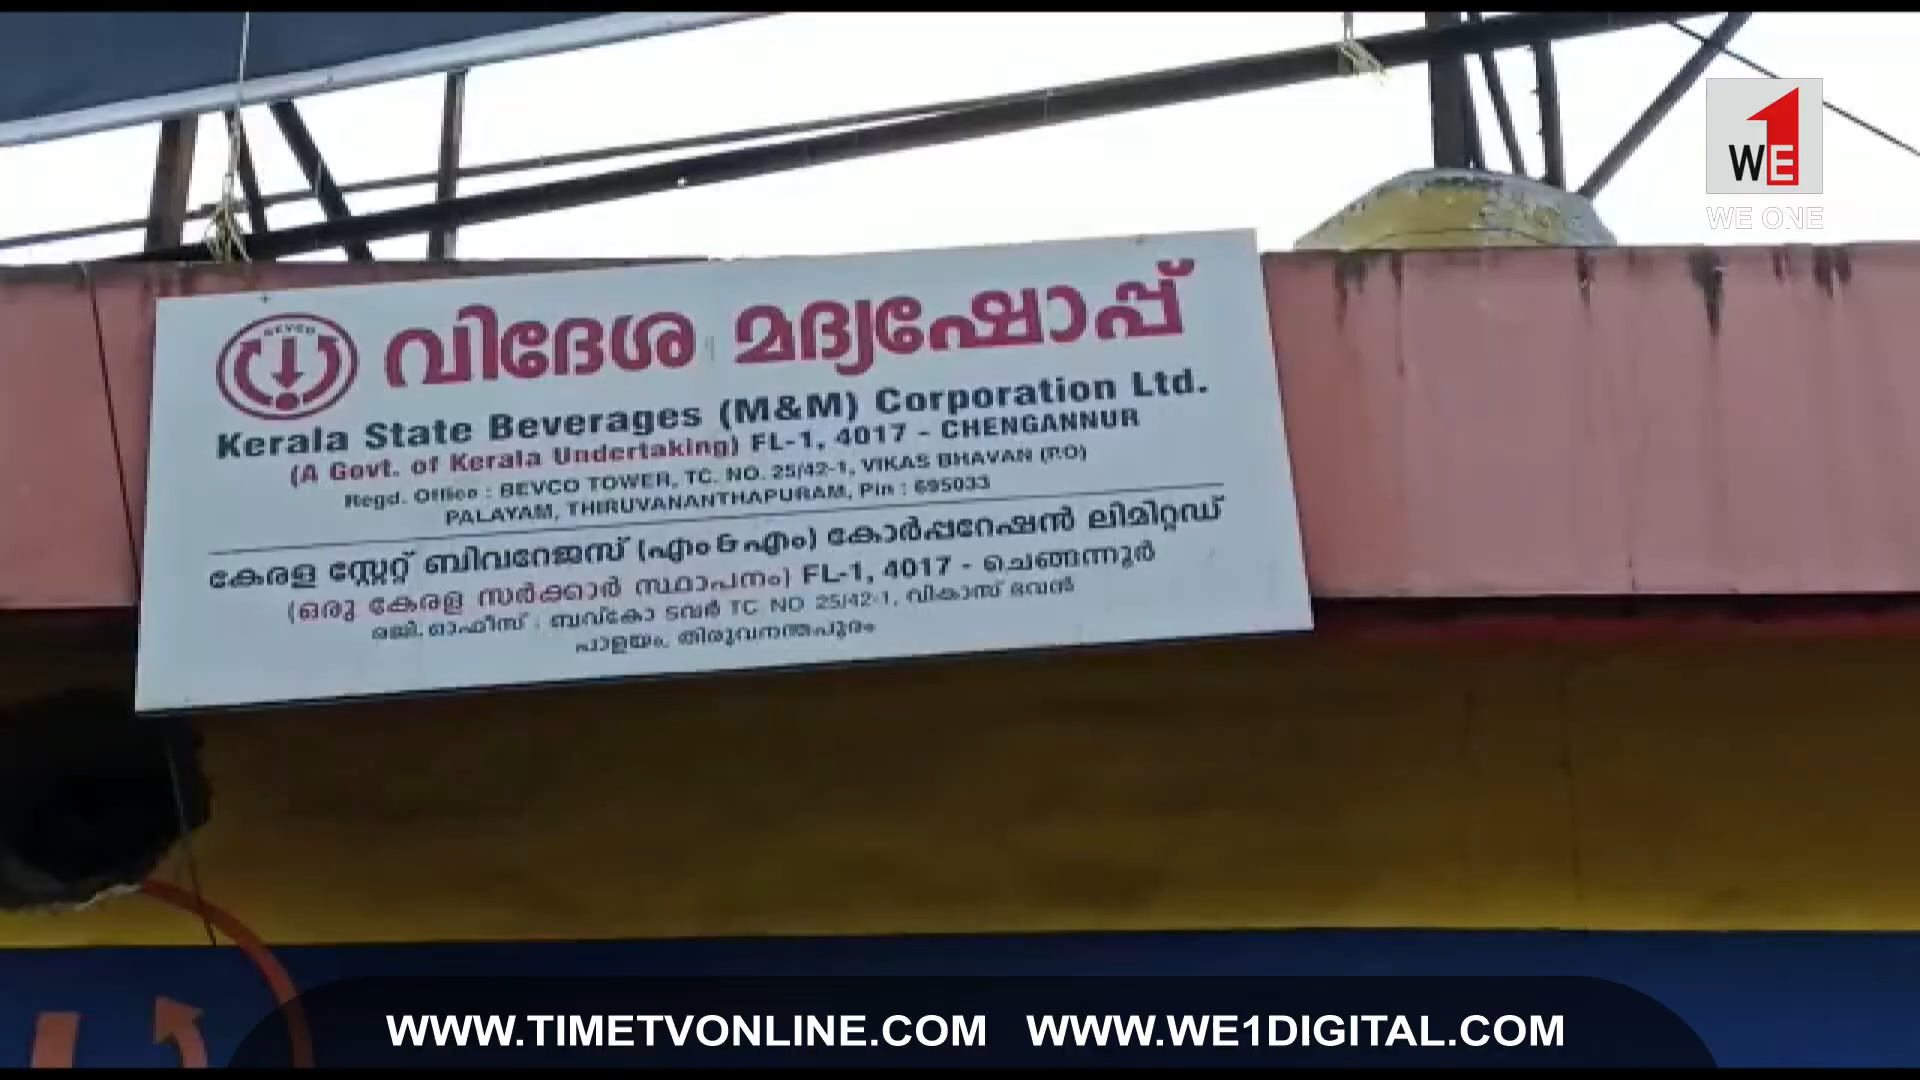 WE
WE ONE
BEVCO
വിദേശ മദ്യഷോപ്പ്
Kerala State Beverages (M&M) Corporation Ltd.
(A Govt. of Kerala Undertaking) FL-1, 4017 - CHENGANNUR
Regd. Office : BEVCO TOWER, TC. NO. 25/42-1, VIKAS BHAVAN (P.O)
PALAYAM, THIRUVANANTHAPURAM, Pin : 695033
കേരള സ്റ്റേറ്റ് ബിവറേജസ് (എം & എം) കോർപ്പറേഷൻ ലിമിറ്റഡ്
(ഒരു കേരള സർക്കാർ സ്ഥാപനം) FL-1, 4017 - ചെങ്ങന്നൂർ
രജി. ഓഫീസ് : ബവ്കോ ടവർ TC NO 25/42-1, വികാസ് ഭവൻ
പാളയം, തിരുവനന്തപുരം
WWW.TIMETVONLINE.COM WWW.WE1DIGITAL.COM